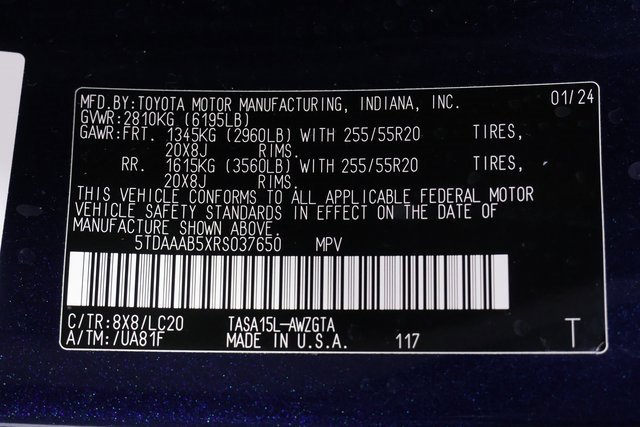 MFD.BY:TOYOTA MOTOR MANUFACTURING, INDIANA, INC. 01/24
GVWR:2810KG (6195LB)
GAWR:FRT. 1345KG (2960LB) WITH 255/55R20 TIRES,
20X8J RIMS.
RR. 1615KG (3560LB) WITH 255/55R20 TIRES,
20X8J RIMS.
THIS VEHICLE CONFORMS TO ALL APPLICABLE FEDERAL MOTOR
VEHICLE SAFETY STANDARDS IN EFFECT ON THE DATE OF
MANUFACTURE SHOWN ABOVE.
5TDAAAB5XRS037650 MPV
C/TR:8X8/LC20 TASA15L-AWZGTA
A/TM:/UA81F MADE IN U.S.A. 117 T